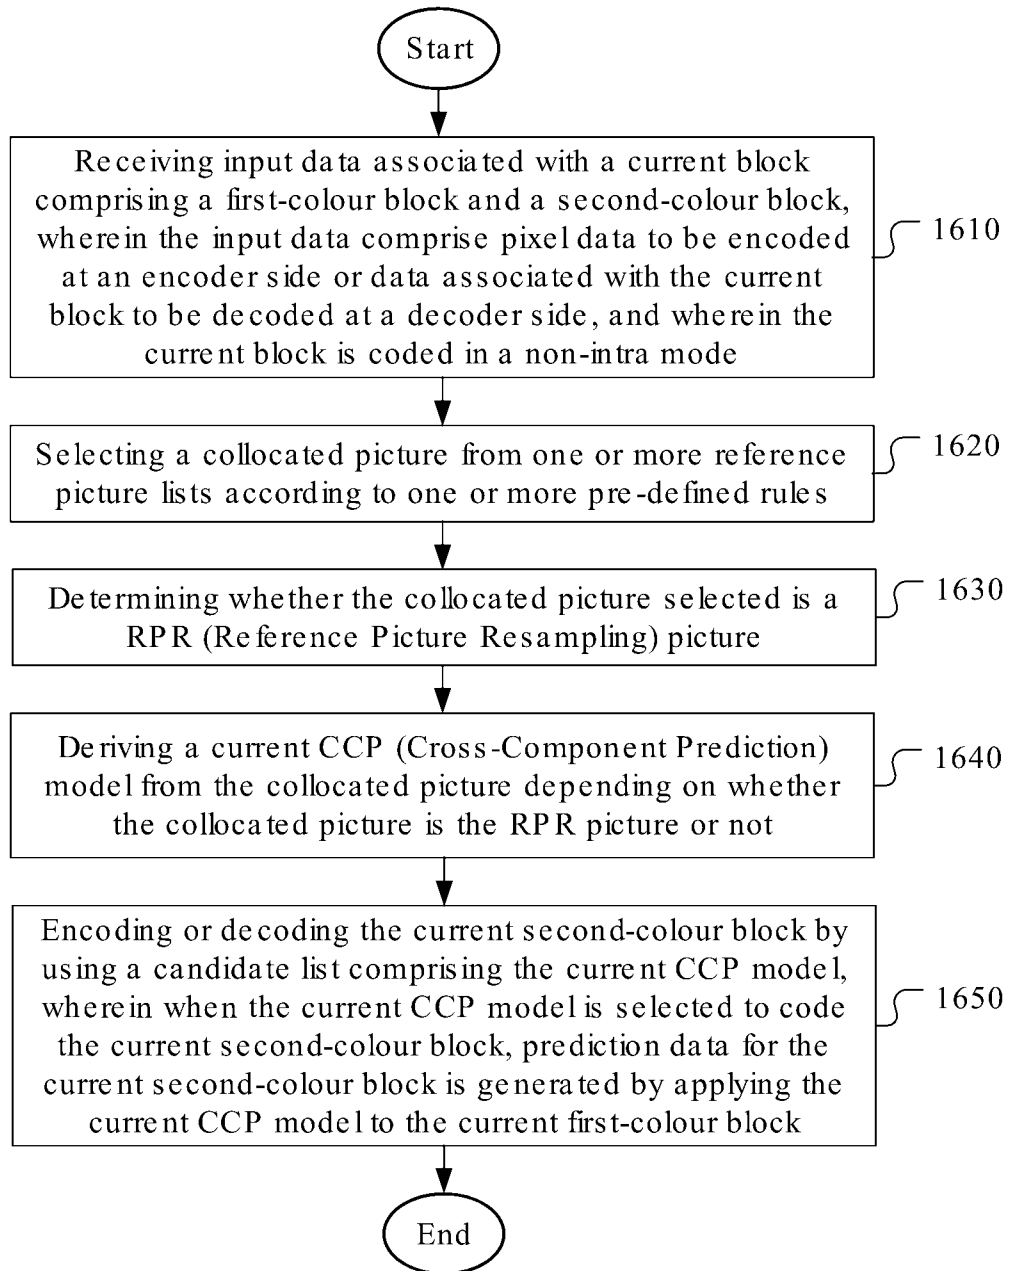 Start
Receiving input data associated with a current block
comprising a first-colour block and a second-colour block,
wherein the input data comprise pixel data to be encoded
at an encoder side or data associated with the current
block to be decoded at a decoder side, and wherein the
current block is coded in a non-intra mode
1610
Selecting a collocated picture from one or more reference
picture lists according to one or more pre-defined rules
1620
Determining whether the collocated picture selected is a
RPR (Reference Picture Resampling) picture
1630
Deriving a current CCP (Cross-Component Prediction)
model from the collocated picture depending on whether
the collocated picture is the RPR picture or not
1640
Encoding or decoding the current second-colour block by
using a candidate list comprising the current CCP model,
wherein when the current CCP model is selected to code
the current second-colour block, prediction data for the
current second-colour block is generated by applying the
current CCP model to the current first-colour block
1650
End